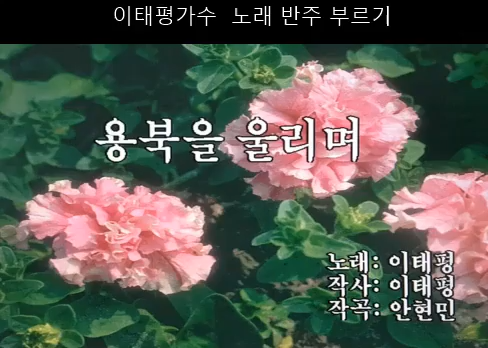 이태평가수 노래 반주 부르기
용북을 울리며
노래: 이태평
작사: 이태평
작곡: 안현민